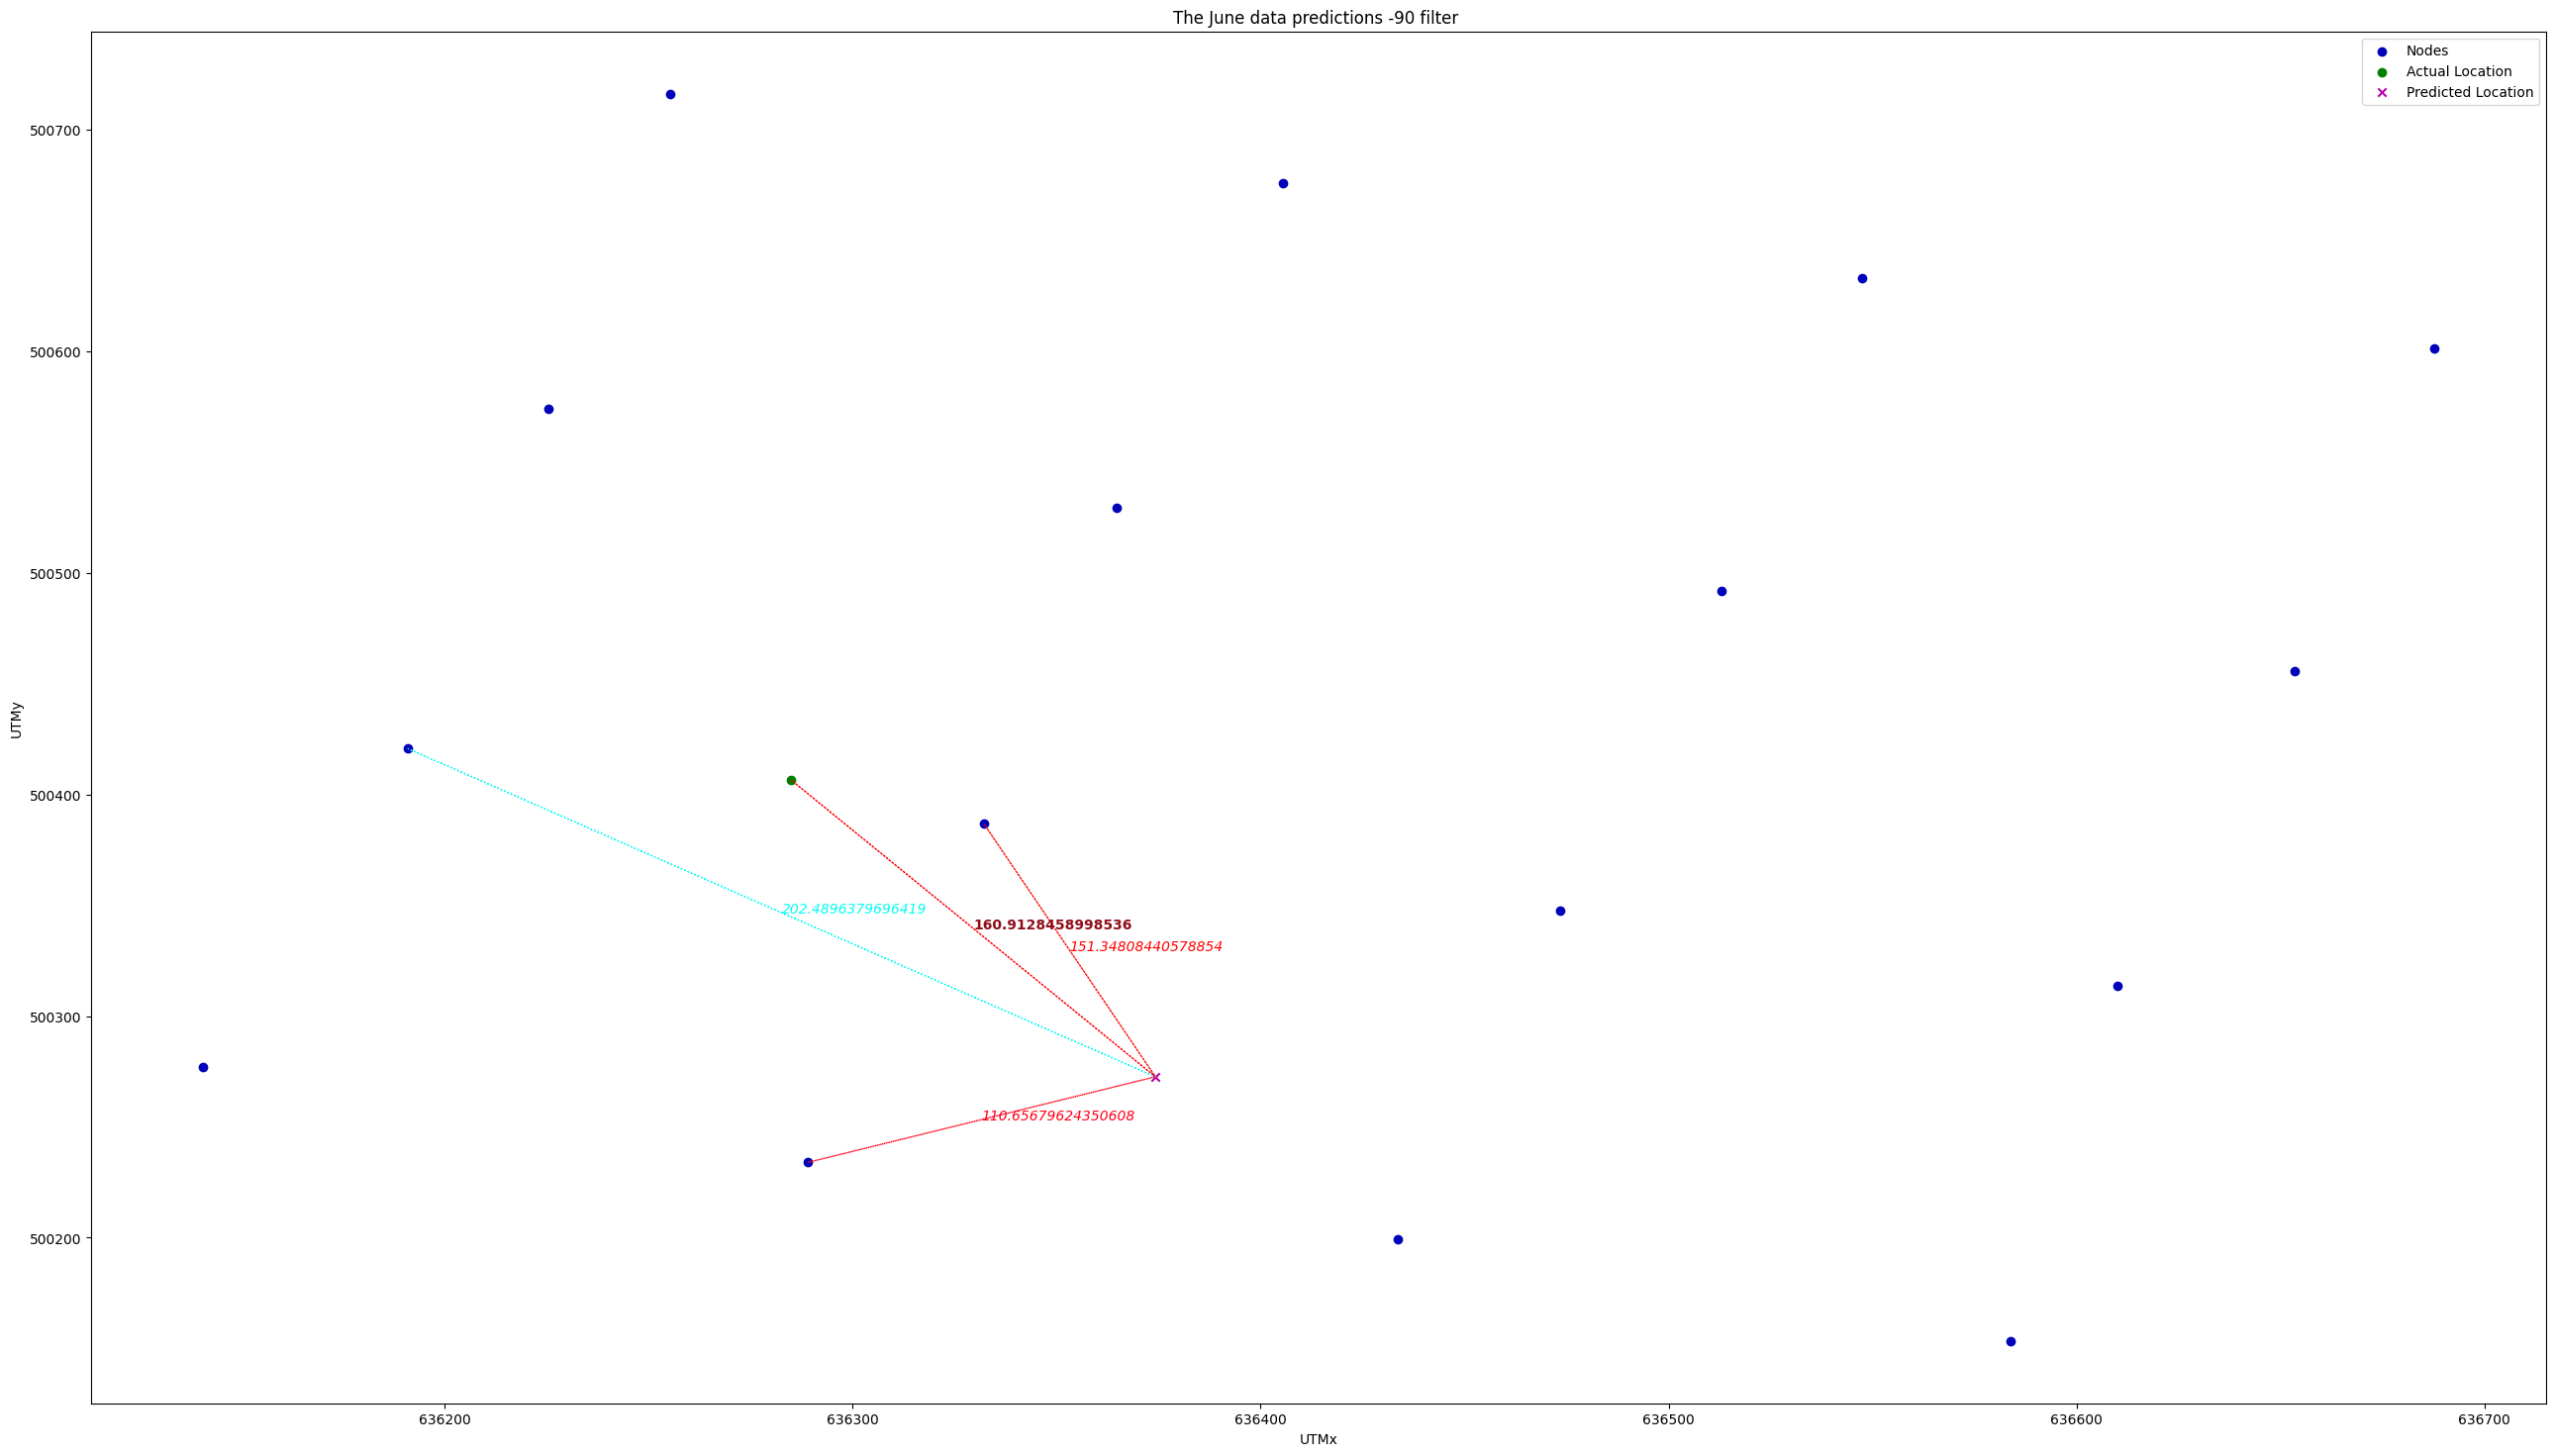 The June data predictions -90 filter
Nodes
Actual Location
Predicted Location
500700
500600
500500
500400
500300
500200
UTMy
202.4896379696419
160.9128458998536
151.34808440578854
110.65679624350608
636200
636300
636400
636500
636600
636700
UTMx